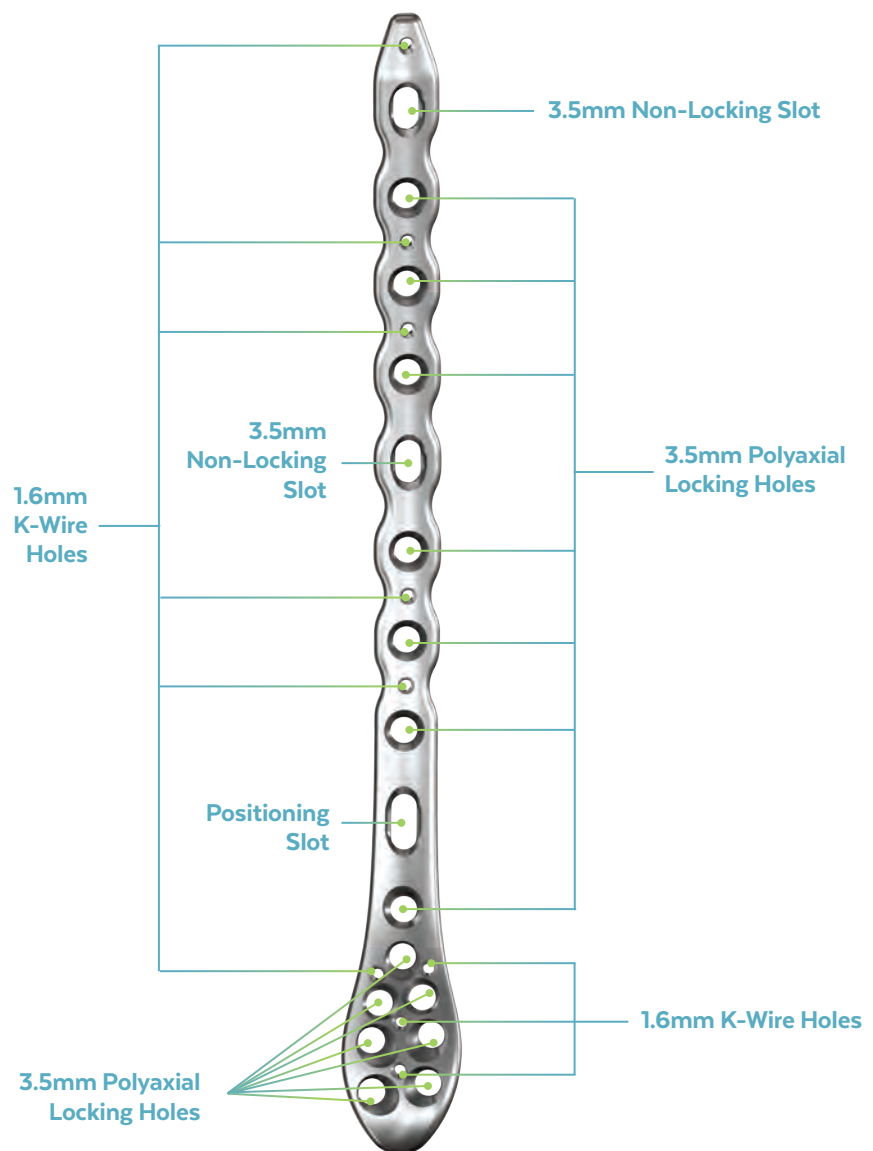 3.5mm Non-Locking Slot
3.5mm
Non-Locking
Slot
3.5mm Polyaxial
Locking Holes
1.6mm
K-Wire
Holes
Positioning
Slot
1.6mm K-Wire Holes
3.5mm Polyaxial
Locking Holes